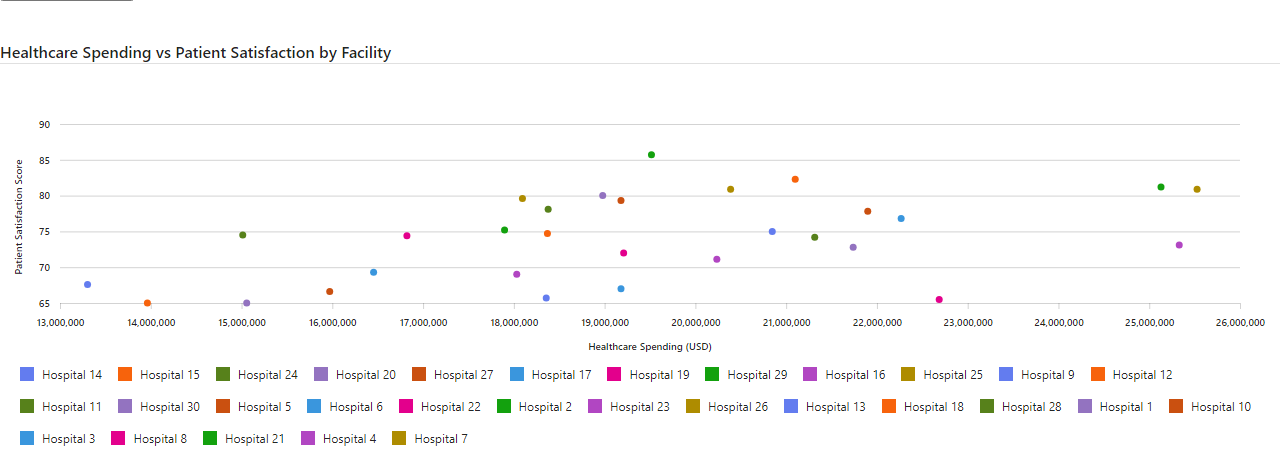 Healthcare Spending vs Patient Satisfaction by Facility
90
85
80
75
70
65
Patient Satisfaction Score
13,000,000 14,000,000 15,000,000 16,000,000 17,000,000 18,000,000 19,000,000 20,000,000 21,000,000 22,000,000 23,000,000 24,000,000 25,000,000 26,000,000
Healthcare Spending (USD)
Hospital 14 Hospital 15 Hospital 24 Hospital 20 Hospital 27 Hospital 17 Hospital 19 Hospital 29 Hospital 16 Hospital 25 Hospital 9 Hospital 12
Hospital 11 Hospital 30 Hospital 5 Hospital 6 Hospital 22 Hospital 2 Hospital 23 Hospital 26 Hospital 13 Hospital 18 Hospital 28 Hospital 1 Hospital 10
Hospital 3 Hospital 8 Hospital 21 Hospital 4 Hospital 7